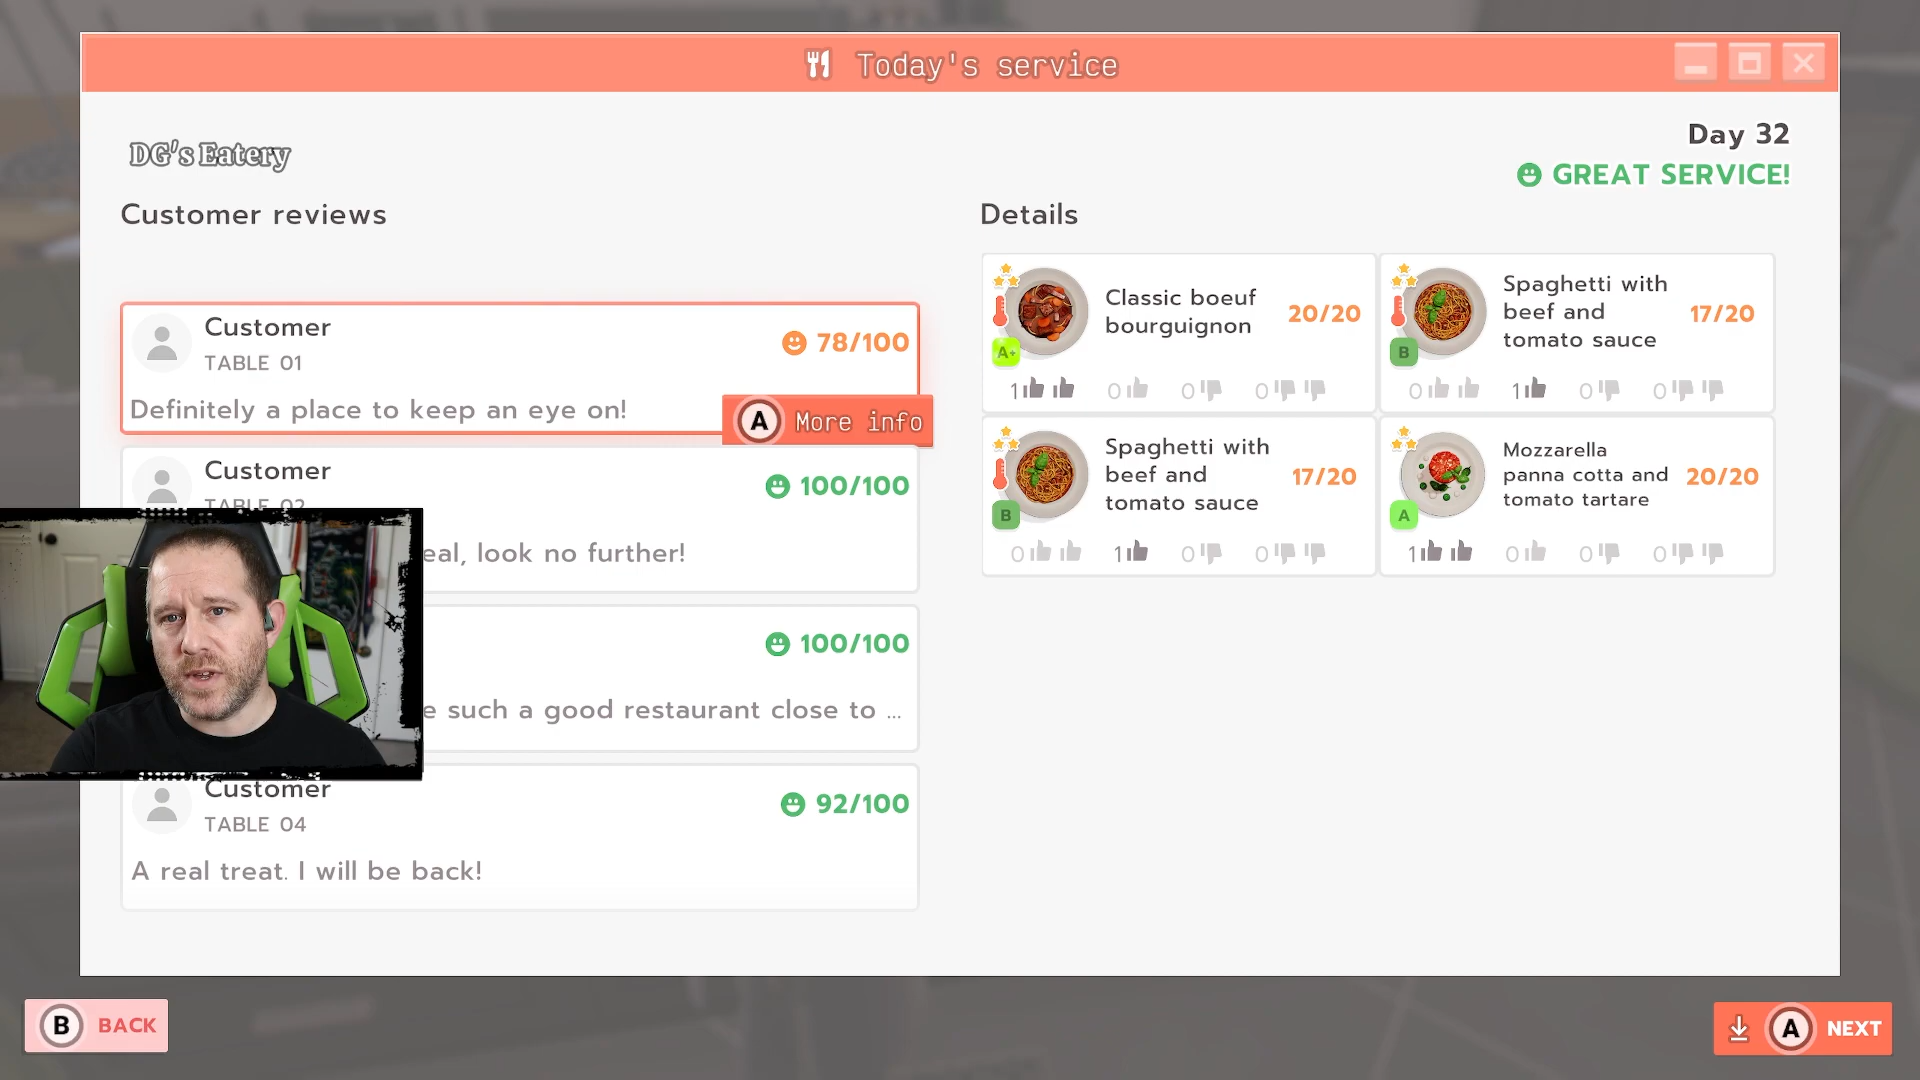 Today's service
DG's Eatery
Day 32
GREAT SERVICE!
Customer reviews
Details
Customer
TABLE 01
78/100
Definitely a place to keep an eye on!
A More info
Customer
TABLE 02
100/100
eal, look no further!
100/100
e such a good restaurant close to ...
Customer
TABLE 04
92/100
A real treat. I will be back!
A+
Classic boeuf
bourguignon
20/20
1 0 0 0
B
Spaghetti with
beef and
tomato sauce
17/20
0 1 0 0
B
Spaghetti with
beef and
tomato sauce
17/20
0 1 0 0
A
Mozzarella
panna cotta and
tomato tartare
20/20
1 0 0 0
B BACK
A NEXT